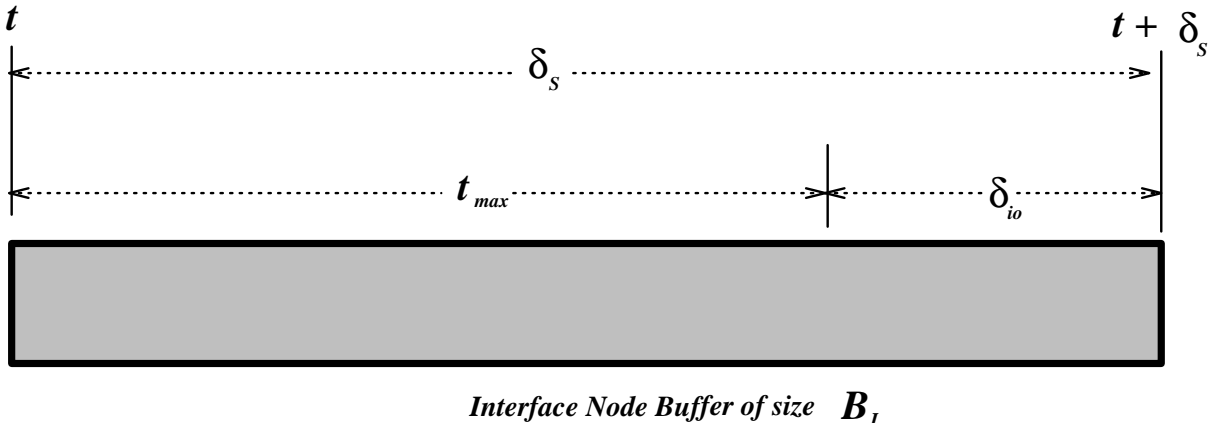 t
t + δS
δS
tmax
δio
Interface Node Buffer of size BI